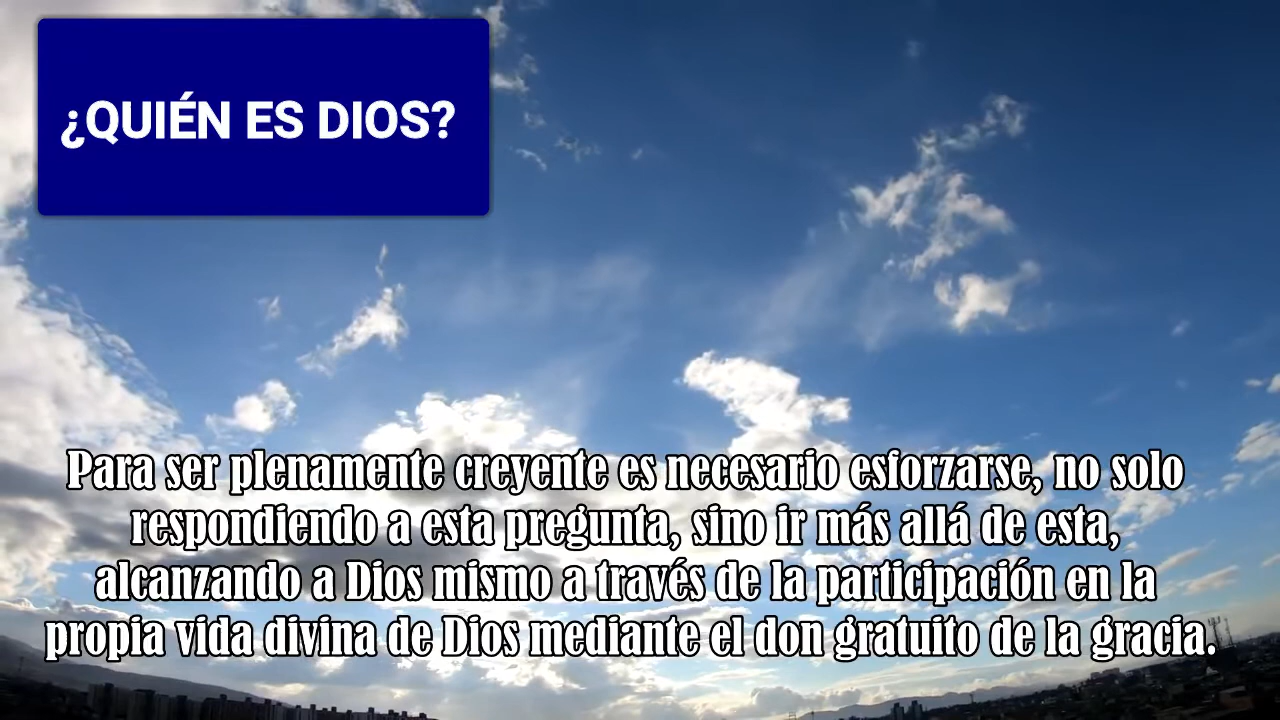 ¿QUIÉN ES DIOS?
Para ser plenamente creyente es necesario esforzarse, no solo
respondiendo a esta pregunta, sino ir más allá de esta,
alcanzando a Dios mismo a través de la participación en la
propia vida divina de Dios mediante el don gratuito de la gracia.